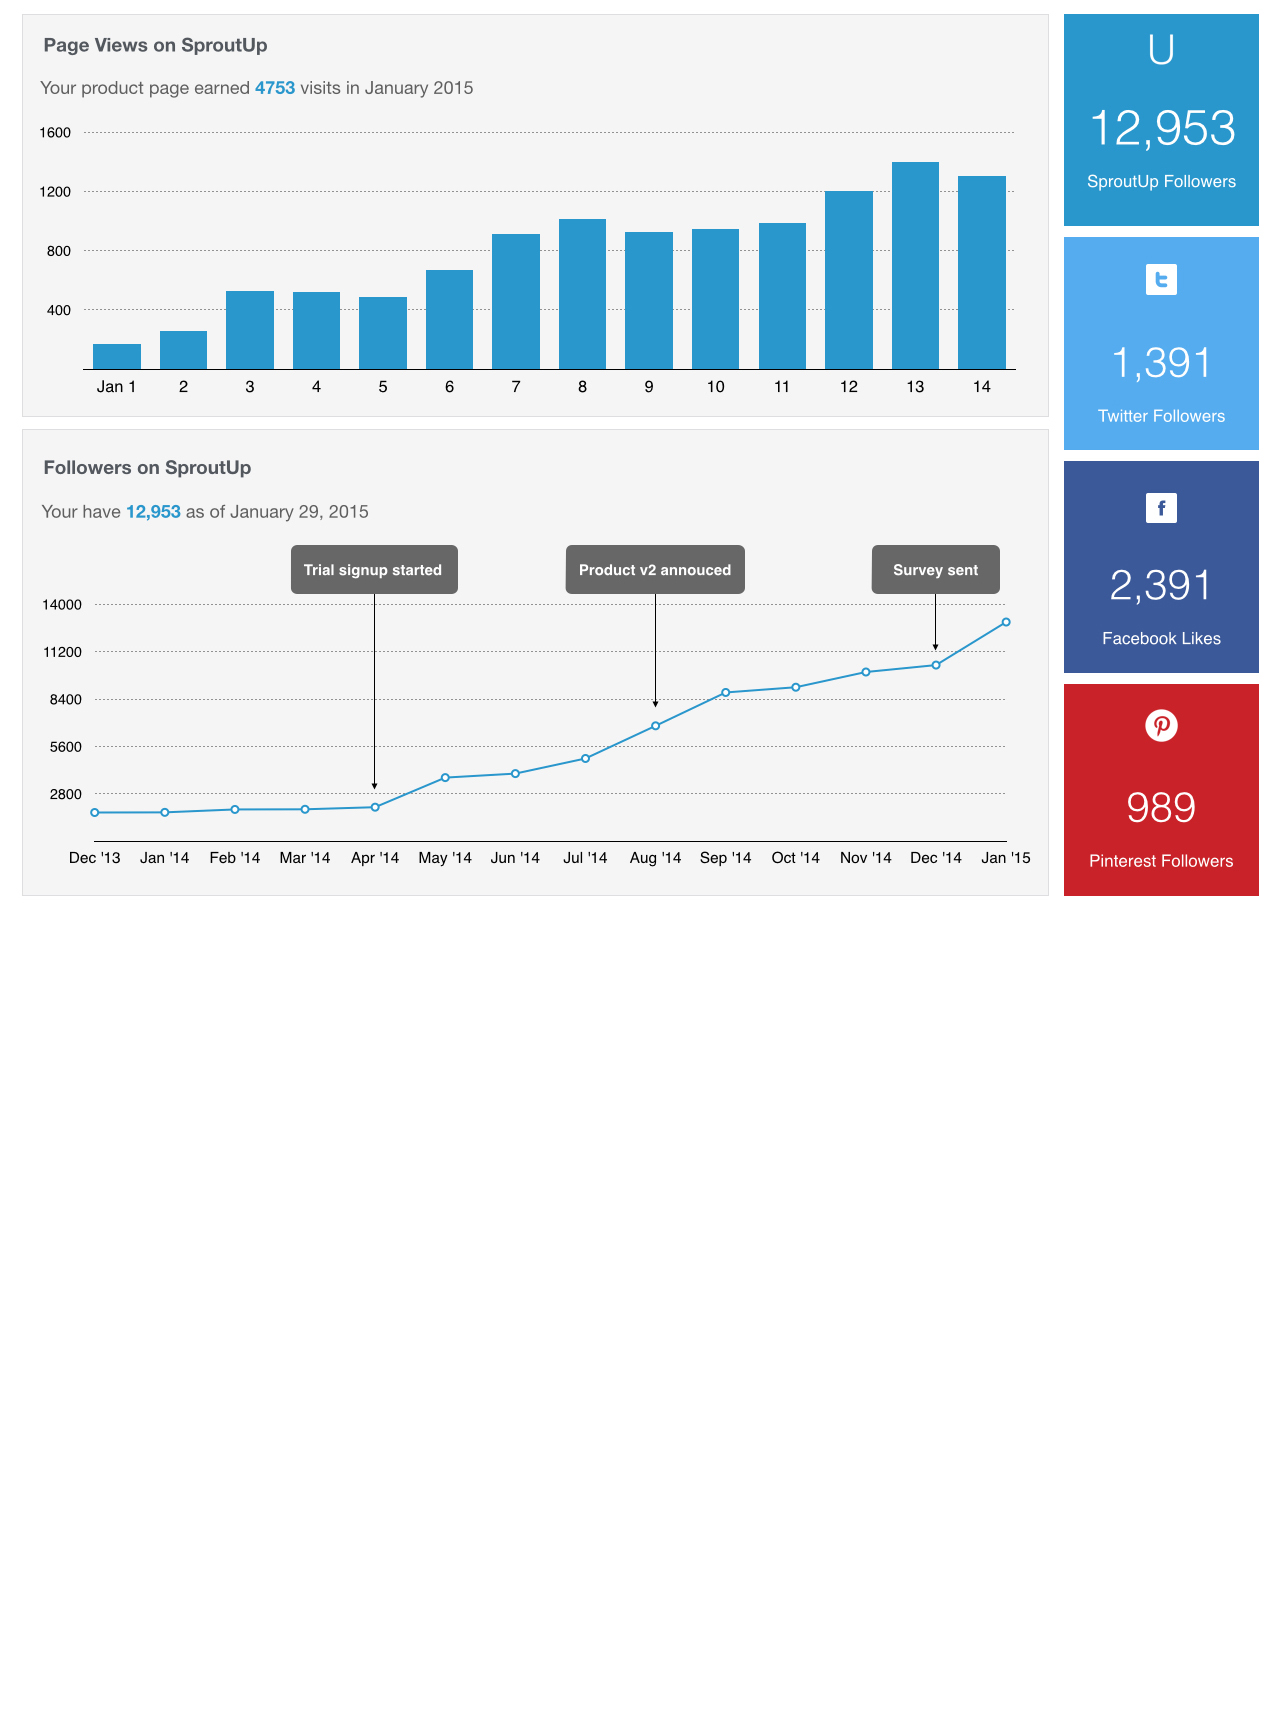 Page Views on SproutUp
Your product page earned 4753 visits in January 2015
1600
1200
800
400
Jan 1 2 3 4 5 6 7 8 9 10 11 12 13 14
Followers on SproutUp
Your have 12,953 as of January 29, 2015
Trial signup started Product v2 annouced Survey sent
14000
11200
8400
5600
2800
Dec '13 Jan '14 Feb '14 Mar '14 Apr '14 May '14 Jun '14 Jul '14 Aug '14 Sep '14 Oct '14 Nov '14 Dec '14 Jan '15
U
12,953
SproutUp Followers
t
1,391
Twitter Followers
f
2,391
Facebook Likes
989
Pinterest Followers